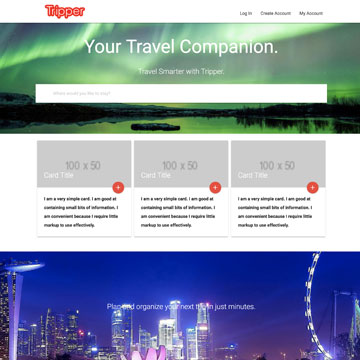 Tripper
Log In Create Account My Account
Your Travel Companion.
Travel Smarter with Tripper.
Where would you like to stay?
100 x 50 100 x 50 100 x 50
Card Title Card Title Card Title
+ + +
I am a very simple card. I am good at
containing small bits of information. I
am convenient because I require little
markup to use effectively.
I am a very simple card. I am good at
containing small bits of information. I
am convenient because I require little
markup to use effectively.
I am a very simple card. I am good at
containing small bits of information. I
am convenient because I require little
markup to use effectively.
Plan and organize your next trip in just minutes.